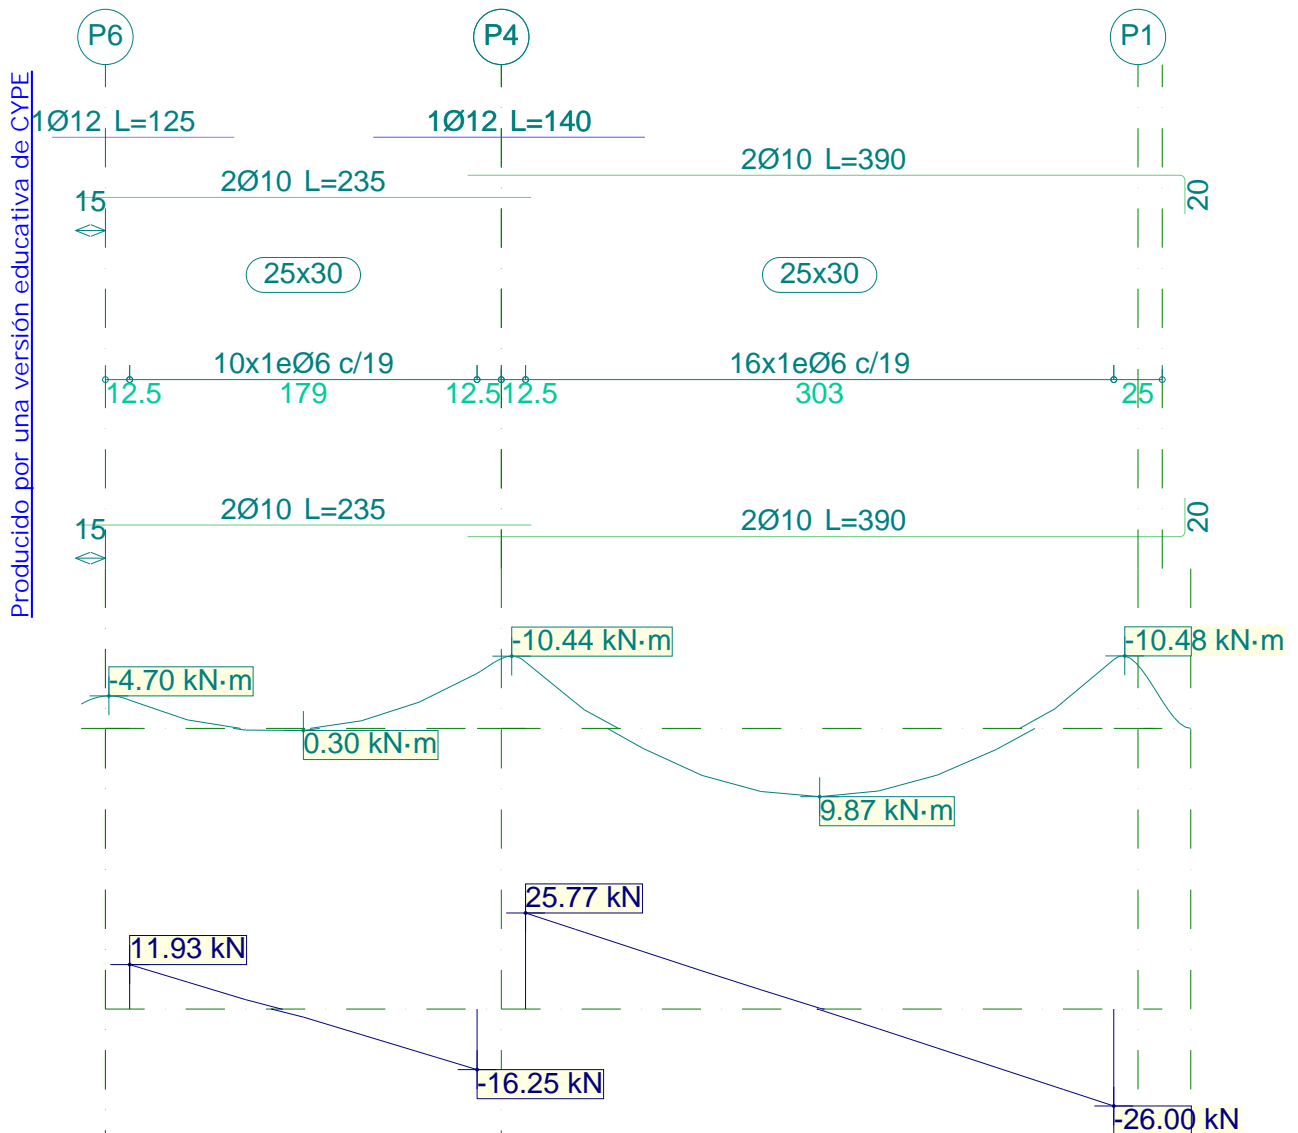 P6
P4
P1
Producido por una versión educativa de CYPE
1Ø12 L=125
1Ø12 L=140
2Ø10 L=390
2Ø10 L=235
15
20
25x30
25x30
10x1eØ6 c/19
16x1eØ6 c/19
12.5
179
12.5
12.5
303
25
2Ø10 L=235
2Ø10 L=390
15
20
-10.44 kN·m
-10.48 kN·m
-4.70 kN·m
0.30 kN·m
9.87 kN·m
25.77 kN
11.93 kN
-16.25 kN
-26.00 kN